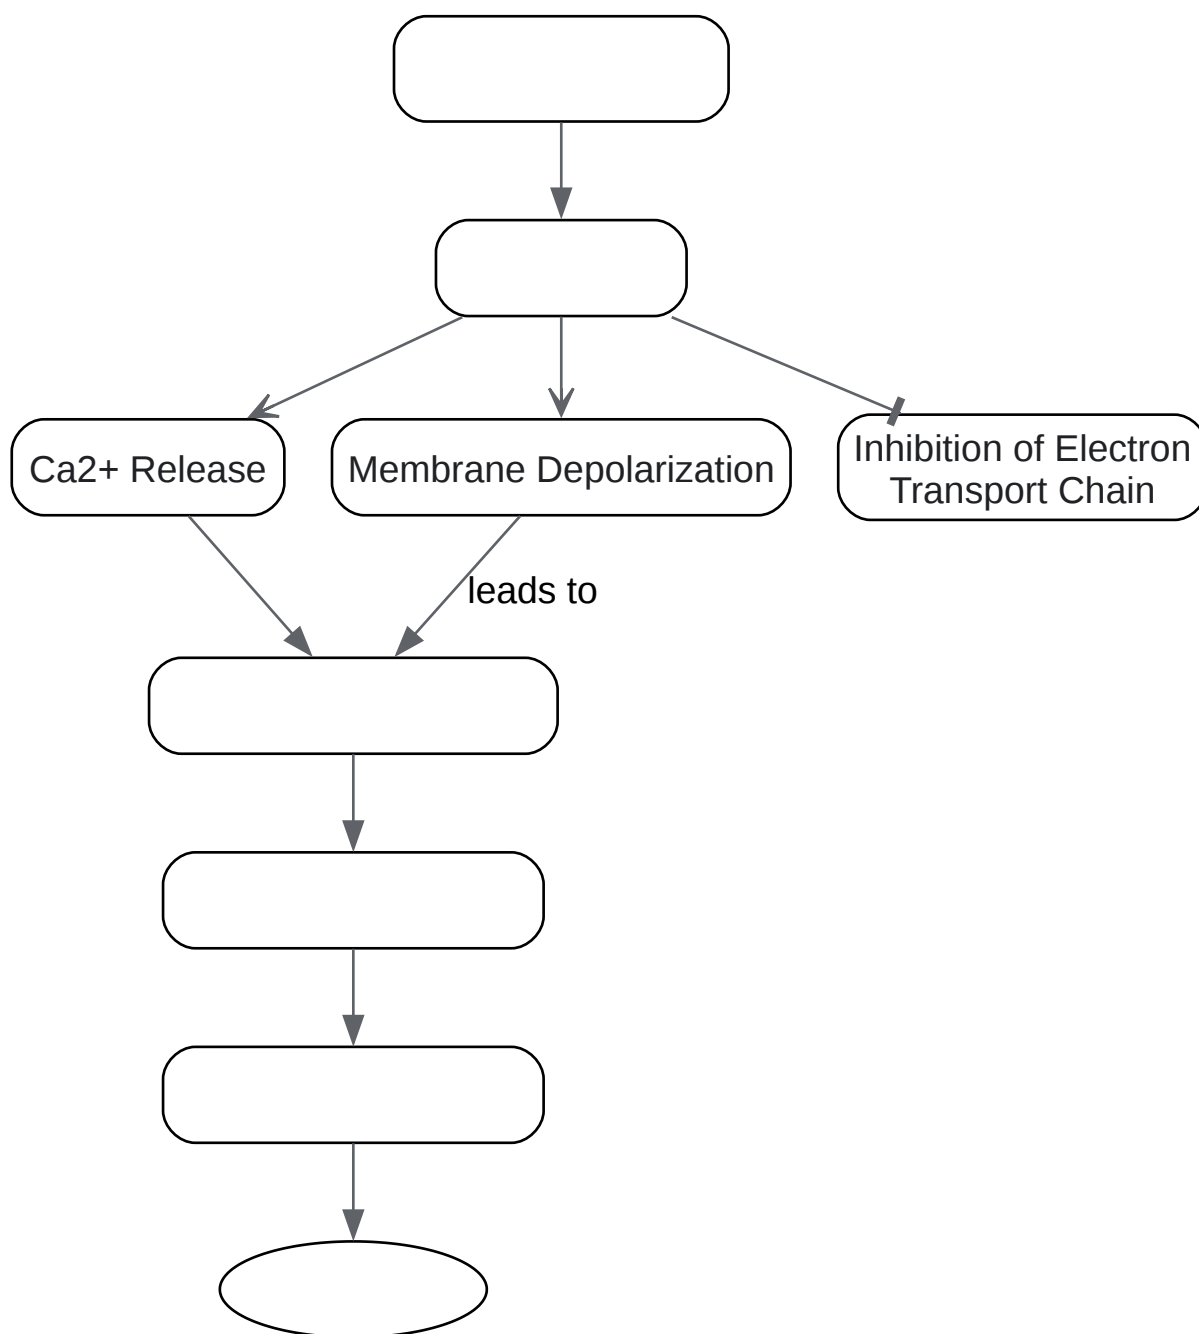 Ca2+ Release
Membrane Depolarization
Inhibition of Electron
Transport Chain
leads to